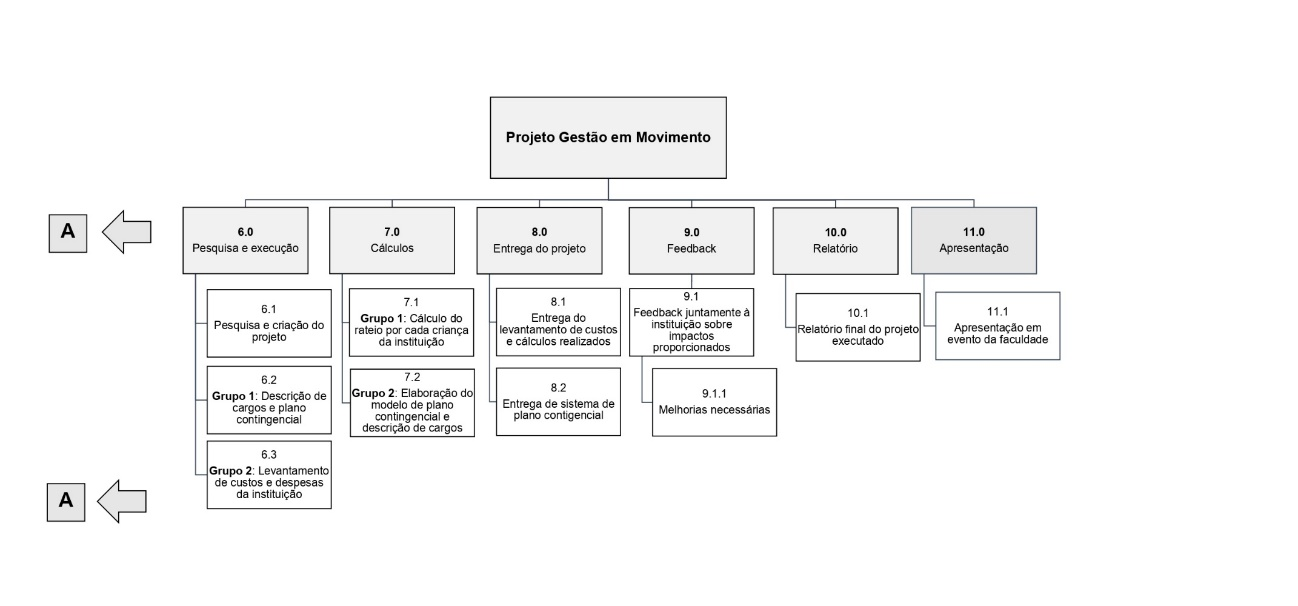 Projeto Gestão em Movimento
A
6.0
Pesquisa e execução
7.0
Cálculos
8.0
Entrega do projeto
9.0
Feedback
10.0
Relatório
11.0
Apresentação
6.1
Pesquisa e criação do
projeto
6.2
Grupo 1: Descrição de
cargos e plano
contingencial
6.3
Grupo 2: Levantamento
de custos e despesas
da instituição
7.1
Grupo 1: Cálculo do
rateio por cada criança
da instituição
7.2
Grupo 2: Elaboração do
modelo de plano
contingencial e
descrição de cargos
8.1
Entrega do
levantamento de custos
e cálculos realizados
8.2
Entrega de sistema de
plano contigencial
9.1
Feedback juntamente à
instituição sobre
impactos
proporcionados
9.1.1
Melhorias necessárias
10.1
Relatório final do projeto
executado
11.1
Apresentação em
evento da faculdade
A